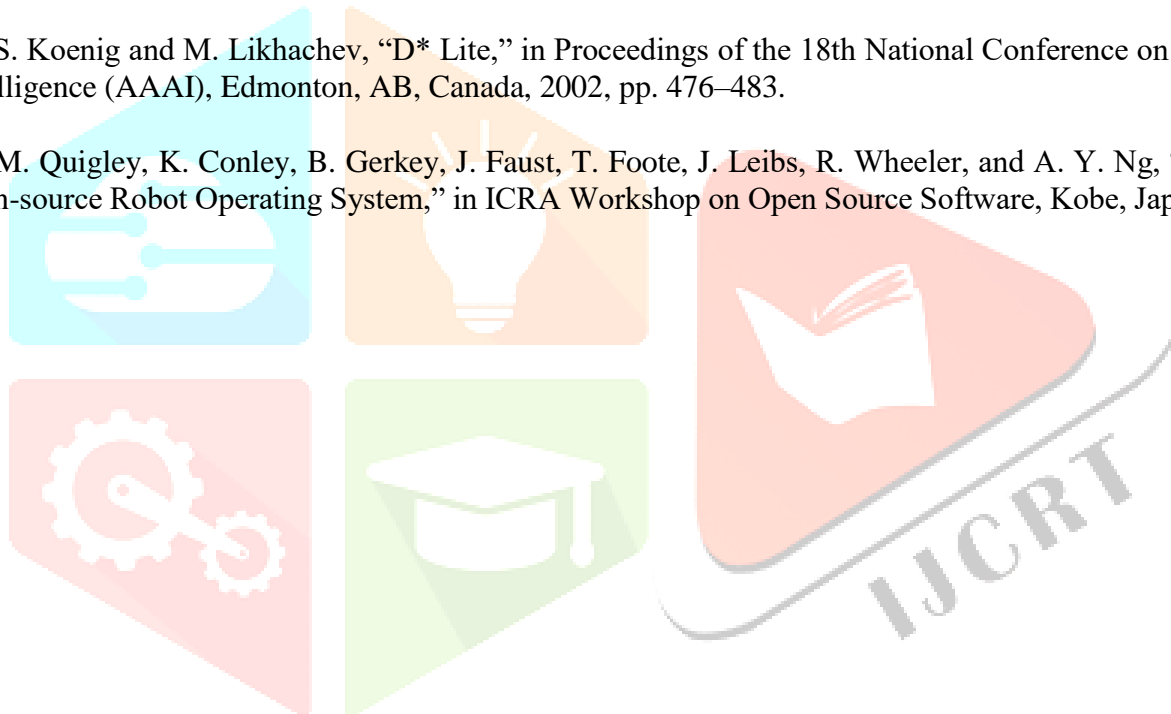 S. Koenig and M. Likhachev, “D* Lite,” in Proceedings of the 18th National Conference on
lligence (AAAI), Edmonton, AB, Canada, 2002, pp. 476–483.
M. Quigley, K. Conley, B. Gerkey, J. Faust, T. Foote, J. Leibs, R. Wheeler, and A. Y. Ng, “
n-source Robot Operating System,” in ICRA Workshop on Open Source Software, Kobe, Jap
IJCRT